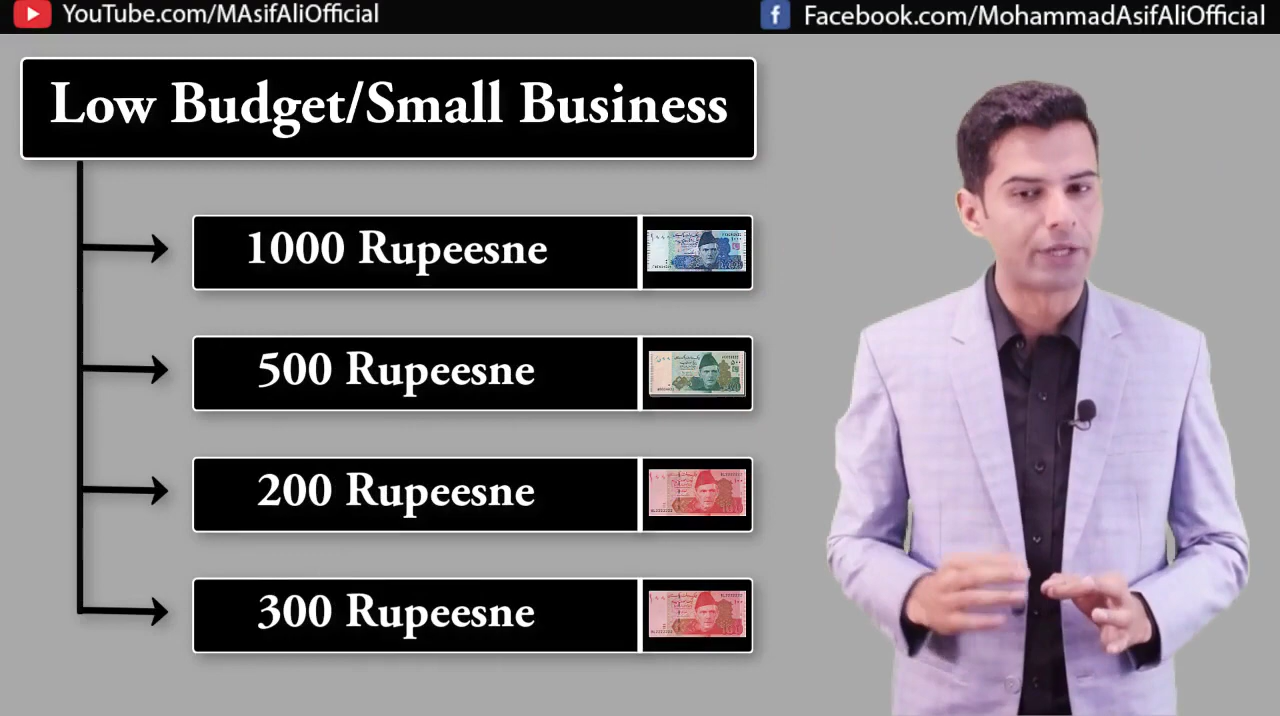 YouTube.com/MAsifAliOfficial
Facebook.com/MohammadAsifAliOfficial
Low Budget/Small Business
1000 Rupeesne
500 Rupeesne
200 Rupeesne
300 Rupeesne